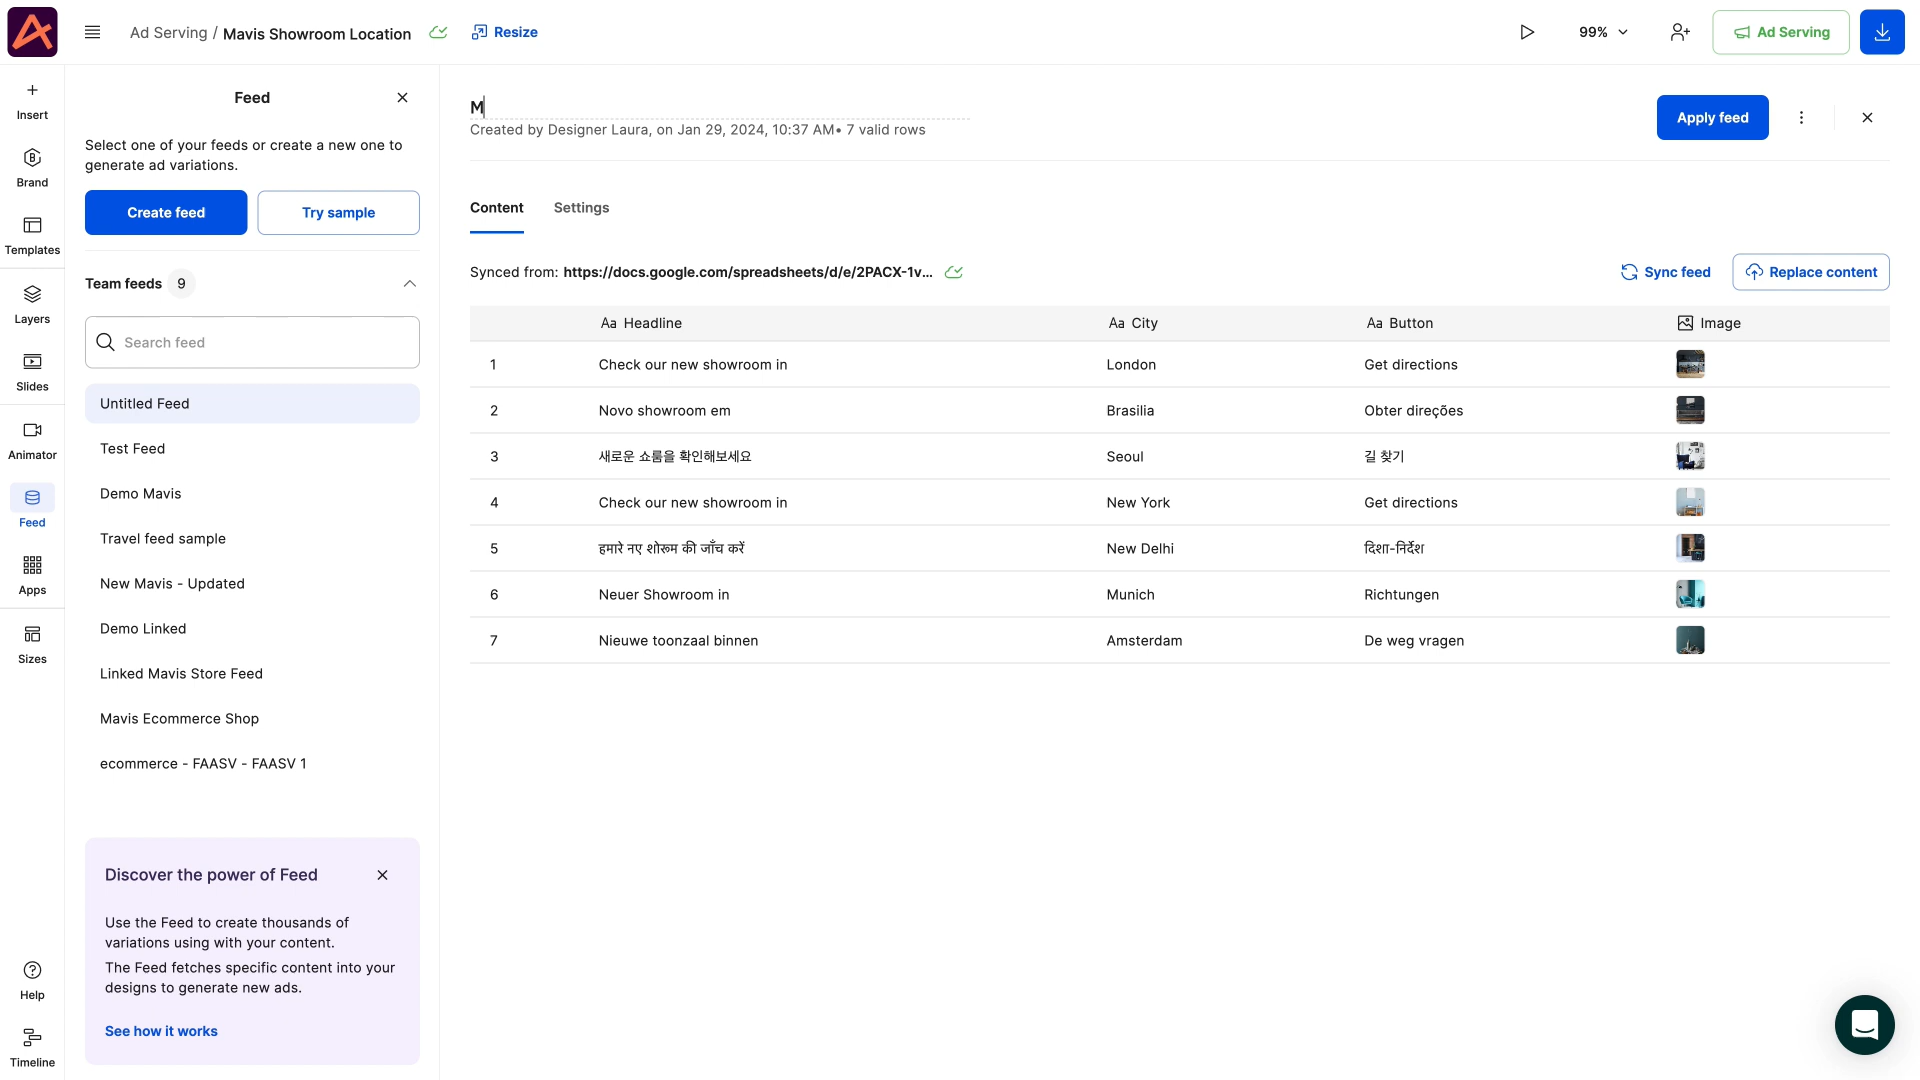 Ad Serving / Mavis Showroom Location
Resize
99%
Ad Serving
Insert
Brand
Templates
Layers
Slides
Animator
Feed
Apps
Sizes
Help
Timeline
Feed
Select one of your feeds or create a new one to
generate ad variations.
Create feed
Try sample
Team feeds 9
Search feed
Untitled Feed
Test Feed
Demo Mavis
Travel feed sample
New Mavis - Updated
Demo Linked
Linked Mavis Store Feed
Mavis Ecommerce Shop
ecommerce - FAASV - FAASV 1
Discover the power of Feed
Use the Feed to create thousands of
variations using with your content.
The Feed fetches specific content into your
designs to generate new ads.
See how it works
M
Created by Designer Laura, on Jan 29, 2024, 10:37 AM• 7 valid rows
Apply feed
Content
Settings
Synced from: https://docs.google.com/spreadsheets/d/e/2PACX-1v...
Sync feed
Replace content
Aa Headline Aa City Aa Button Image
1 Check our new showroom in London Get directions
2 Novo showroom em Brasilia Obter direções
3 새로운 쇼룸을 확인해보세요 Seoul 길 찾기
4 Check our new showroom in New York Get directions
5 हमारे नए शोरूम की जाँच करें New Delhi दिशा-निर्देश
6 Neuer Showroom in Munich Richtungen
7 Nieuwe toonzaal binnen Amsterdam De weg vragen